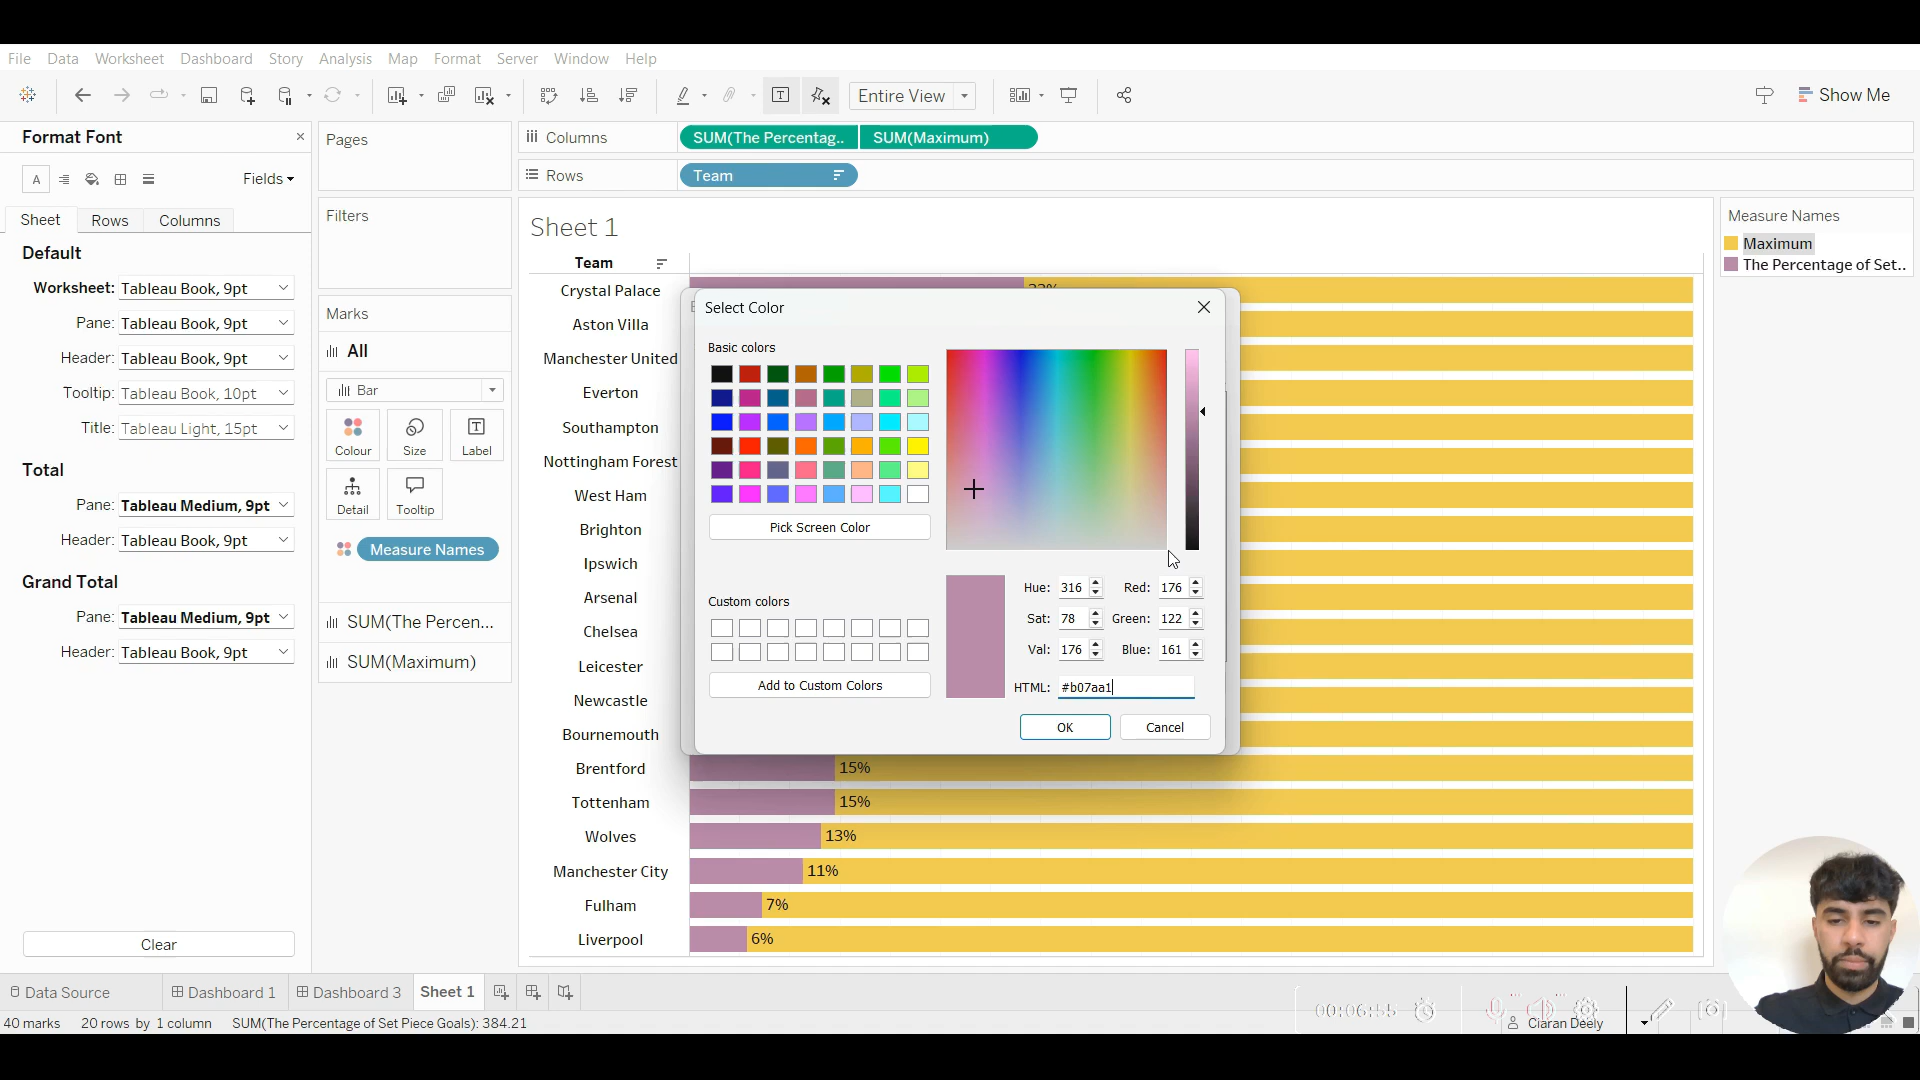 File Data Worksheet Dashboard Story Analysis Map Format Server Window Help
Entire View
Show Me
Format Font
Fields
Sheet Rows Columns
Default
Worksheet: Tableau Book, 9pt
Pane: Tableau Book, 9pt
Header: Tableau Book, 9pt
Tooltip: Tableau Book, 10pt
Title: Tableau Light, 15pt
Total
Pane: Tableau Medium, 9pt
Header: Tableau Book, 9pt
Grand Total
Pane: Tableau Medium, 9pt
Header: Tableau Book, 9pt
Clear
Pages
Filters
Marks
All
Bar
Colour Size Label
Detail Tooltip
Measure Names
SUM(The Percen...
SUM(Maximum)
Columns SUM(The Percentag.. SUM(Maximum)
Rows Team
Sheet 1
Team
Crystal Palace
Aston Villa
Manchester United
Everton
Southampton
Nottingham Forest
West Ham
Brighton
Ipswich
Arsenal
Chelsea
Leicester
Newcastle
Bournemouth
Brentford 15%
Tottenham 15%
Wolves 13%
Manchester City 11%
Fulham 7%
Liverpool 6%
Select Color
Basic colors
Pick Screen Color
Custom colors
Add to Custom Colors
Hue: 316 Red: 176
Sat: 78 Green: 122
Val: 176 Blue: 161
HTML: #b07aa1
OK Cancel
Measure Names
Maximum
The Percentage of Set..
Data Source Dashboard 1 Dashboard 3 Sheet 1
40 marks 20 rows by 1 column SUM(The Percentage of Set Piece Goals): 384.21
00:06:55
Ciaran Deely